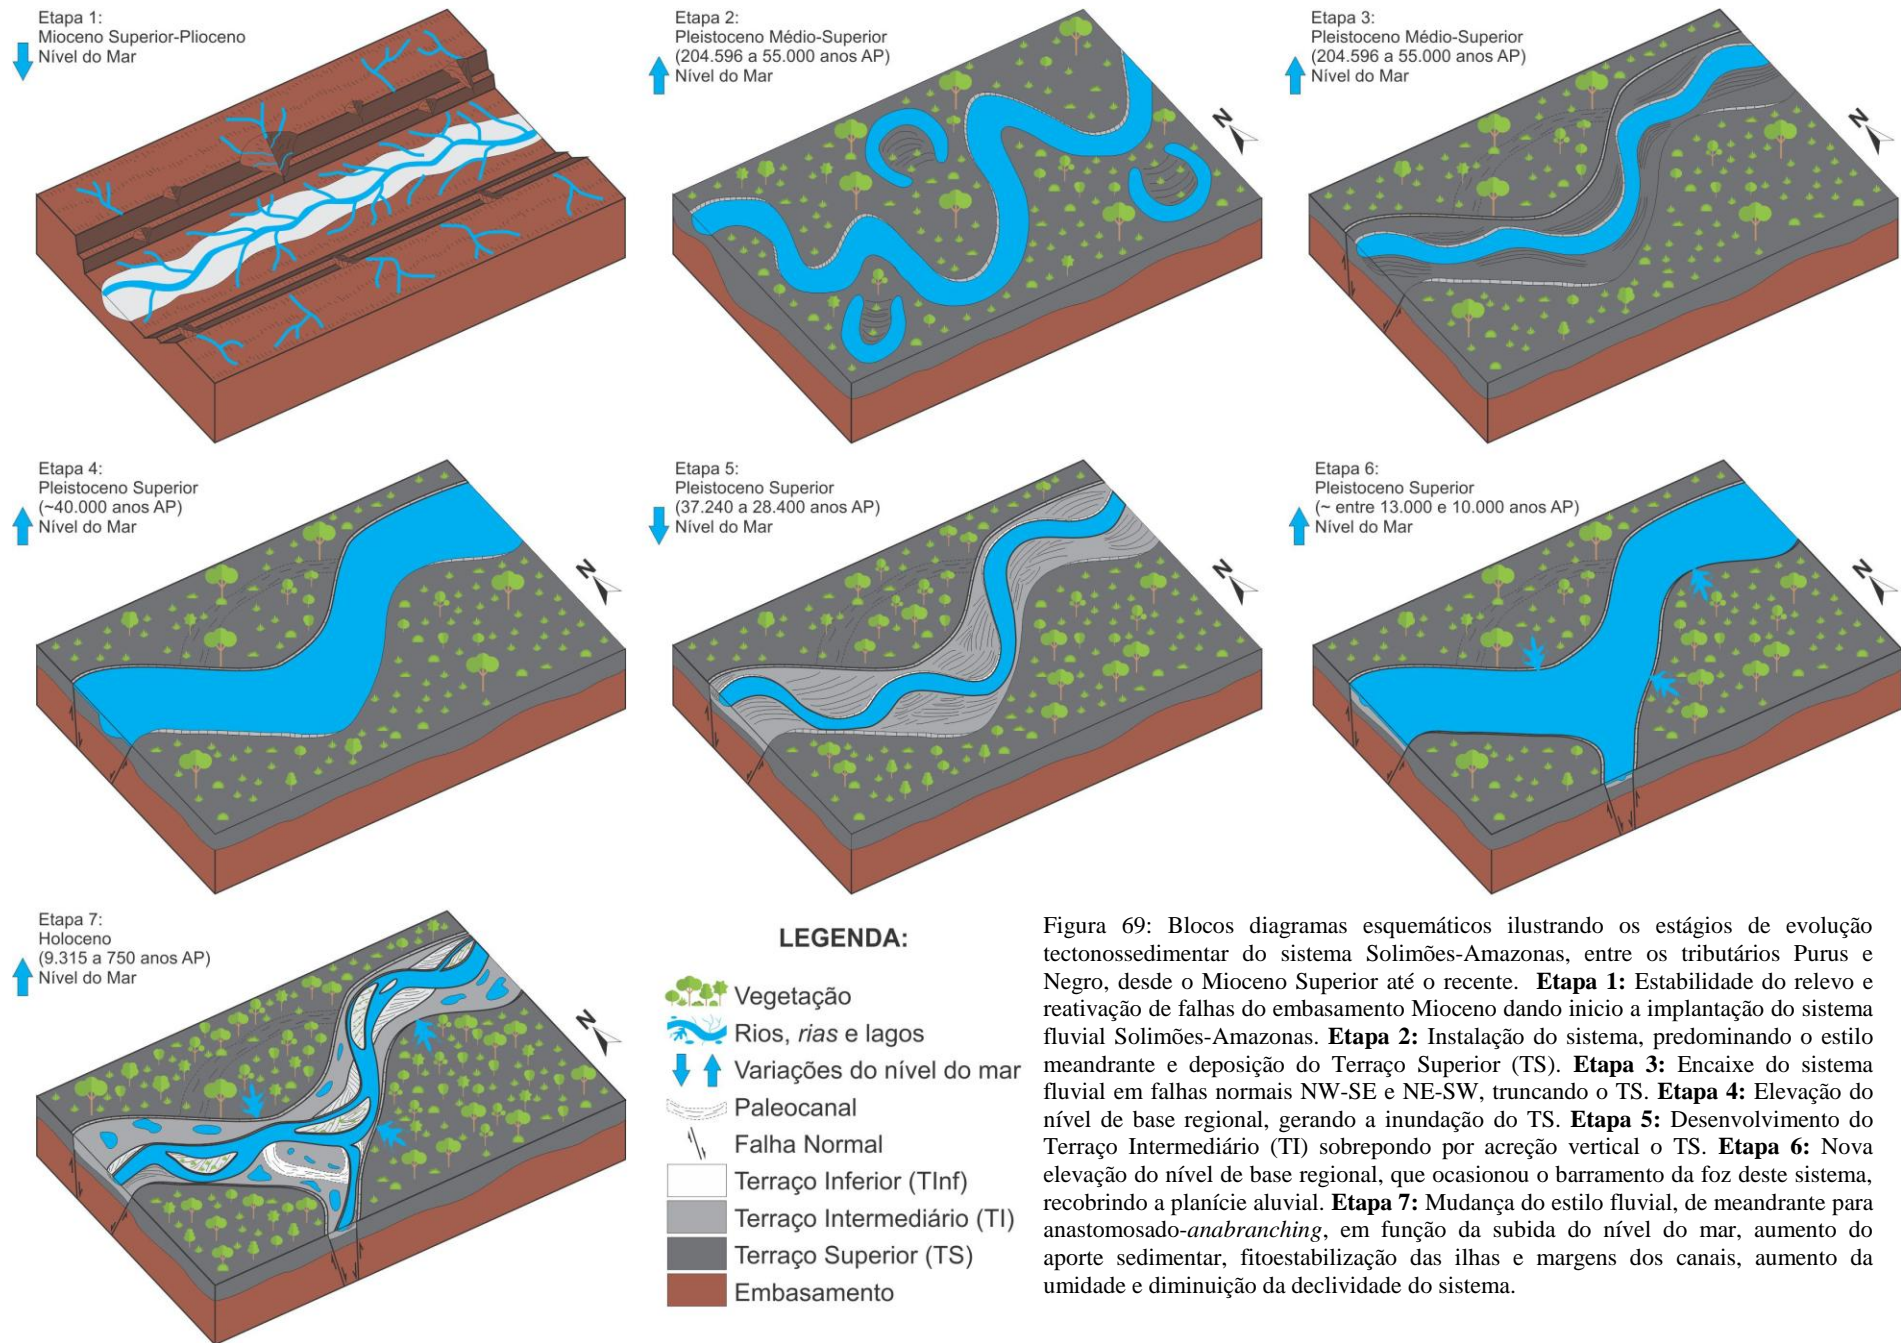 Etapa 1:
Mioceno Superior-Plioceno
Nível do Mar
Etapa 2:
Pleistoceno Médio-Superior
(204.596 a 55.000 anos AP)
Nível do Mar
N
Etapa 3:
Pleistoceno Médio-Superior
(204.596 a 55.000 anos AP)
Nível do Mar
N
N
Etapa 4:
Pleistoceno Superior
(~40.000 anos AP)
Nível do Mar
N
Etapa 5:
Pleistoceno Superior
(37.240 a 28.400 anos AP)
Nível do Mar
N
Etapa 6:
Pleistoceno Superior
(~ entre 13.000 e 10.000 anos AP)
Nível do Mar
N
Etapa 7:
Holoceno
(9.315 a 750 anos AP)
Nível do Mar
N
LEGENDA:
Vegetação
Rios, rias e lagos
Variações do nível do mar
Paleocanal
Falha Normal
Terraço Inferior (TInf)
Terraço Intermediário (TI)
Terraço Superior (TS)
Embasamento
Figura 69: Blocos diagramas esquemáticos ilustrando os estágios de evolução
tectonossedimentar do sistema Solimões-Amazonas, entre os tributários Purus e
Negro, desde o Mioceno Superior até o recente. Etapa 1: Estabilidade do relevo e
reativação de falhas do embasamento Mioceno dando inicio a implantação do sistema
fluvial Solimões-Amazonas. Etapa 2: Instalação do sistema, predominando o estilo
meandrante e deposição do Terraço Superior (TS). Etapa 3: Encaixe do sistema
fluvial em falhas normais NW-SE e NE-SW, truncando o TS. Etapa 4: Elevação do
nível de base regional, gerando a inundação do TS. Etapa 5: Desenvolvimento do
Terraço Intermediário (TI) sobrepondo por acreção vertical o TS. Etapa 6: Nova
elevação do nível de base regional, que ocasionou o barramento da foz deste sistema,
recobrindo a planície aluvial. Etapa 7: Mudança do estilo fluvial, de meandrante para
anastomosado-anabranching, em função da subida do nível do mar, aumento do
aporte sedimentar, fitoestabilização das ilhas e margens dos canais, aumento da
umidade e diminuição da declividade do sistema.